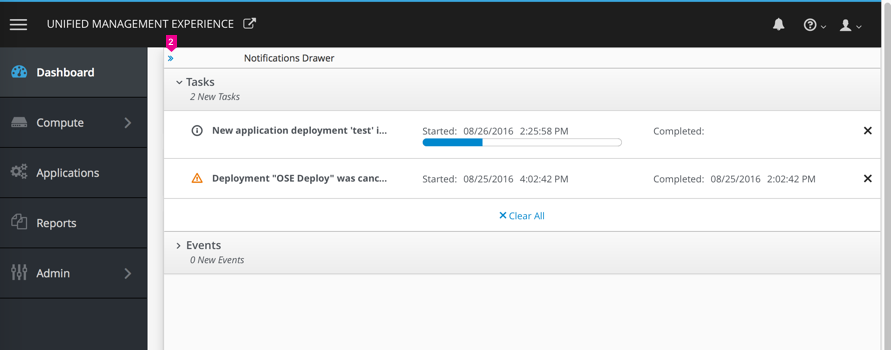 UNIFIED MANAGEMENT EXPERIENCE
2
Notifications Drawer
Dashboard
Compute
Applications
Reports
Admin
Tasks
2 New Tasks
New application deployment 'test' i... Started: 08/26/2016 2:25:58 PM Completed:
Deployment "OSE Deploy" was canc... Started: 08/25/2016 4:02:42 PM Completed: 08/25/2016 2:02:42 PM
Clear All
Events
0 New Events